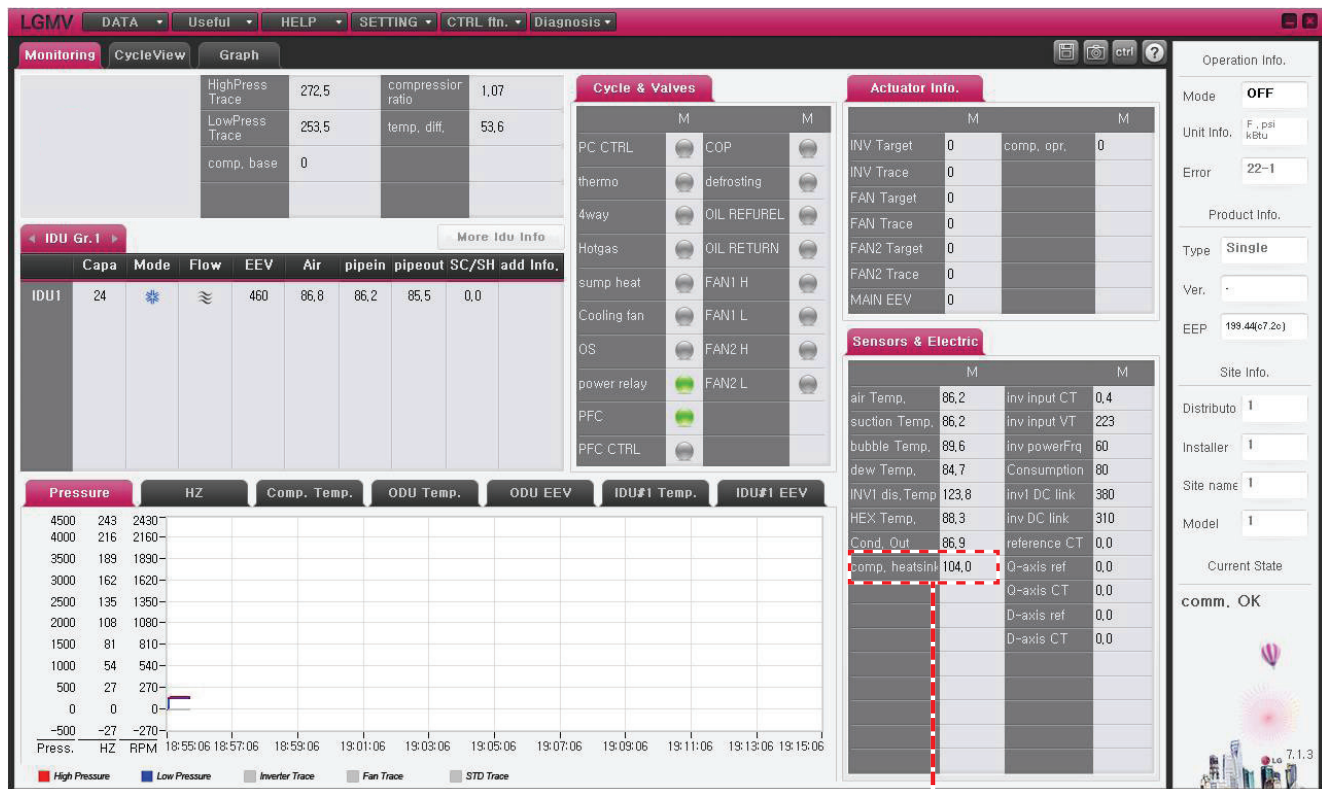 LGMV DATA Useful HELP SETTING CTRL ftn. Diagnosis
Monitoring CycleView Graph ctrl ?
HighPress Trace 272,5 compression ratio 1,07
LowPress Trace 253,5 temp, diff, 53,6
comp, base 0
IDU Gr.1 More Idu Info
Capa Mode Flow EEV Air pipein pipeout SC/SH add Info.
IDU1 24 460 86,8 86,2 85,5 0,0
Cycle & Valves
M M
PC CTRL COP
thermo defrosting
4way OIL REFUREL
Hotgas OIL RETURN
sump heat FAN1 H
Cooling fan FAN1 L
OS FAN2 H
power relay FAN2 L
PFC
PFC CTRL
Actuator Info.
M M
INV Target 0 comp, opr, 0
INV Trace 0
FAN Target 0
FAN Trace 0
FAN2 Target 0
FAN2 Trace 0
MAIN EEV 0
Sensors & Electric
M M
air Temp, 86,2 inv input CT 0,4
suction Temp, 86,2 inv input VT 223
bubble Temp, 89,6 inv powerFrq 60
dew Temp, 84,7 Consumption 80
INV1 dis,Temp 123,8 inv1 DC link 380
HEX Temp, 88,3 inv DC link 310
Cond, Out 86,9 reference CT 0,0
comp, heatsink 104,0 Q-axis ref 0,0
Q-axis CT 0,0
D-axis ref 0,0
D-axis CT 0,0
Pressure HZ Comp. Temp. ODU Temp. ODU EEV IDU#1 Temp. IDU#1 EEV
4500 243 2430
4000 216 2160
3500 189 1890
3000 162 1620
2500 135 1350
2000 108 1080
1500 81 810
1000 54 540
500 27 270
0 0 0
-500 -27 -270
Press. HZ RPM 18:55:06 18:57:06 18:59:06 19:01:06 19:03:06 19:05:06 19:07:06 19:09:06 19:11:06 19:13:06 19:15:06
High Pressure Low Pressure Inverter Trace Fan Trace STD Trace
Operation Info.
Mode OFF
Unit Info. F , psi kBtu
Error 22-1
Product Info.
Type Single
Ver. -
EEP 199.44(c7.2c)
Site Info.
Distributo 1
Installer 1
Site name 1
Model 1
Current State
comm, OK
LG 7.1.3